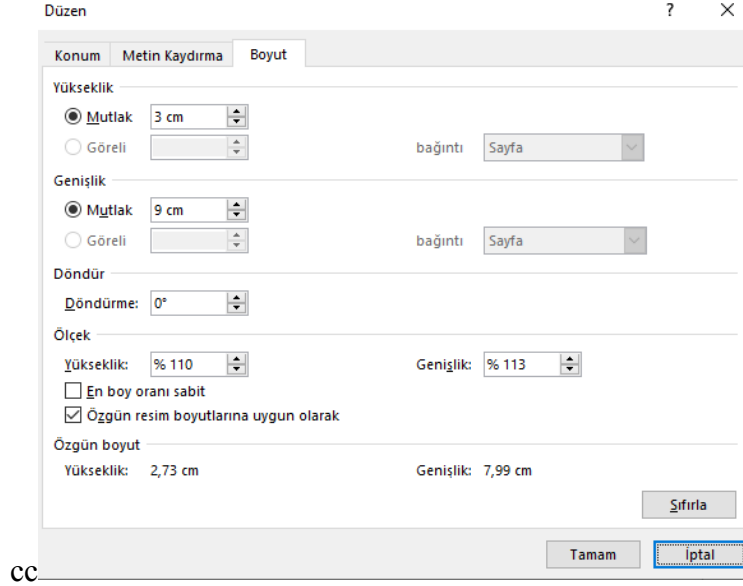 Düzen ? ✕
Konum Metin Kaydırma Boyut
Yükseklik
Mutlak 3 cm
Göreli bağıntı Sayfa
Genişlik
Mutlak 9 cm
Göreli bağıntı Sayfa
Döndür
Döndürme: 0°
Ölçek
Yükseklik: % 110 Genişlik: % 113
En boy oranı sabit
Özgün resim boyutlarına uygun olarak
Özgün boyut
Yükseklik: 2,73 cm Genişlik: 7,99 cm
Sıfırla
Tamam İptal
cc